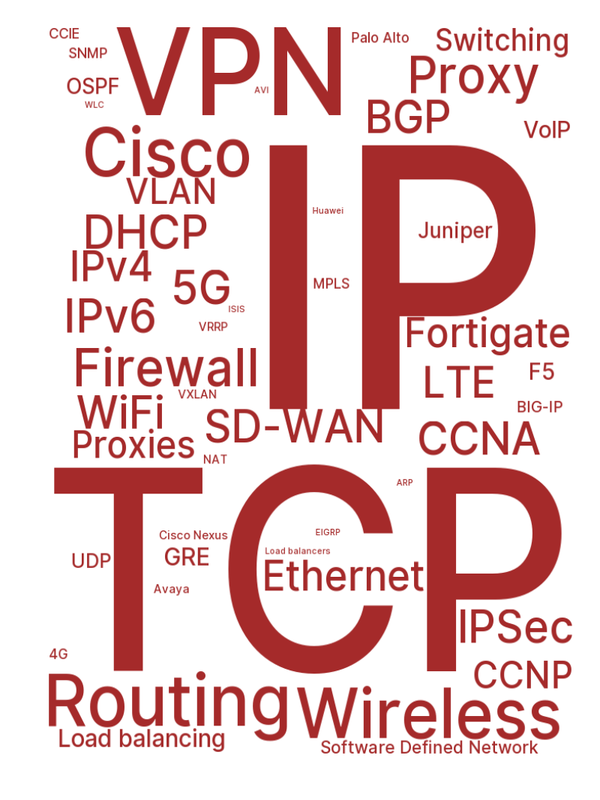 CCIE
VPN
Palo Alto
Switching
SNMP
Proxy
OSPF
AVI
WLC
BGP
VoIP
Cisco
IP
VLAN
Huawei
DHCP
Juniper
IPv4
5G
MPLS
IPv6
ISIS
VRRP
Fortigate
Firewall
LTE
F5
VXLAN
WiFi
BIG-IP
SD-WAN
Proxies
CCNA
NAT
TCP
ARP
Cisco Nexus
EIGRP
UDP
GRE
Load balancers
Ethernet
Avaya
IPSec
4G
CCNP
Routing
Wireless
Load balancing
Software Defined Network